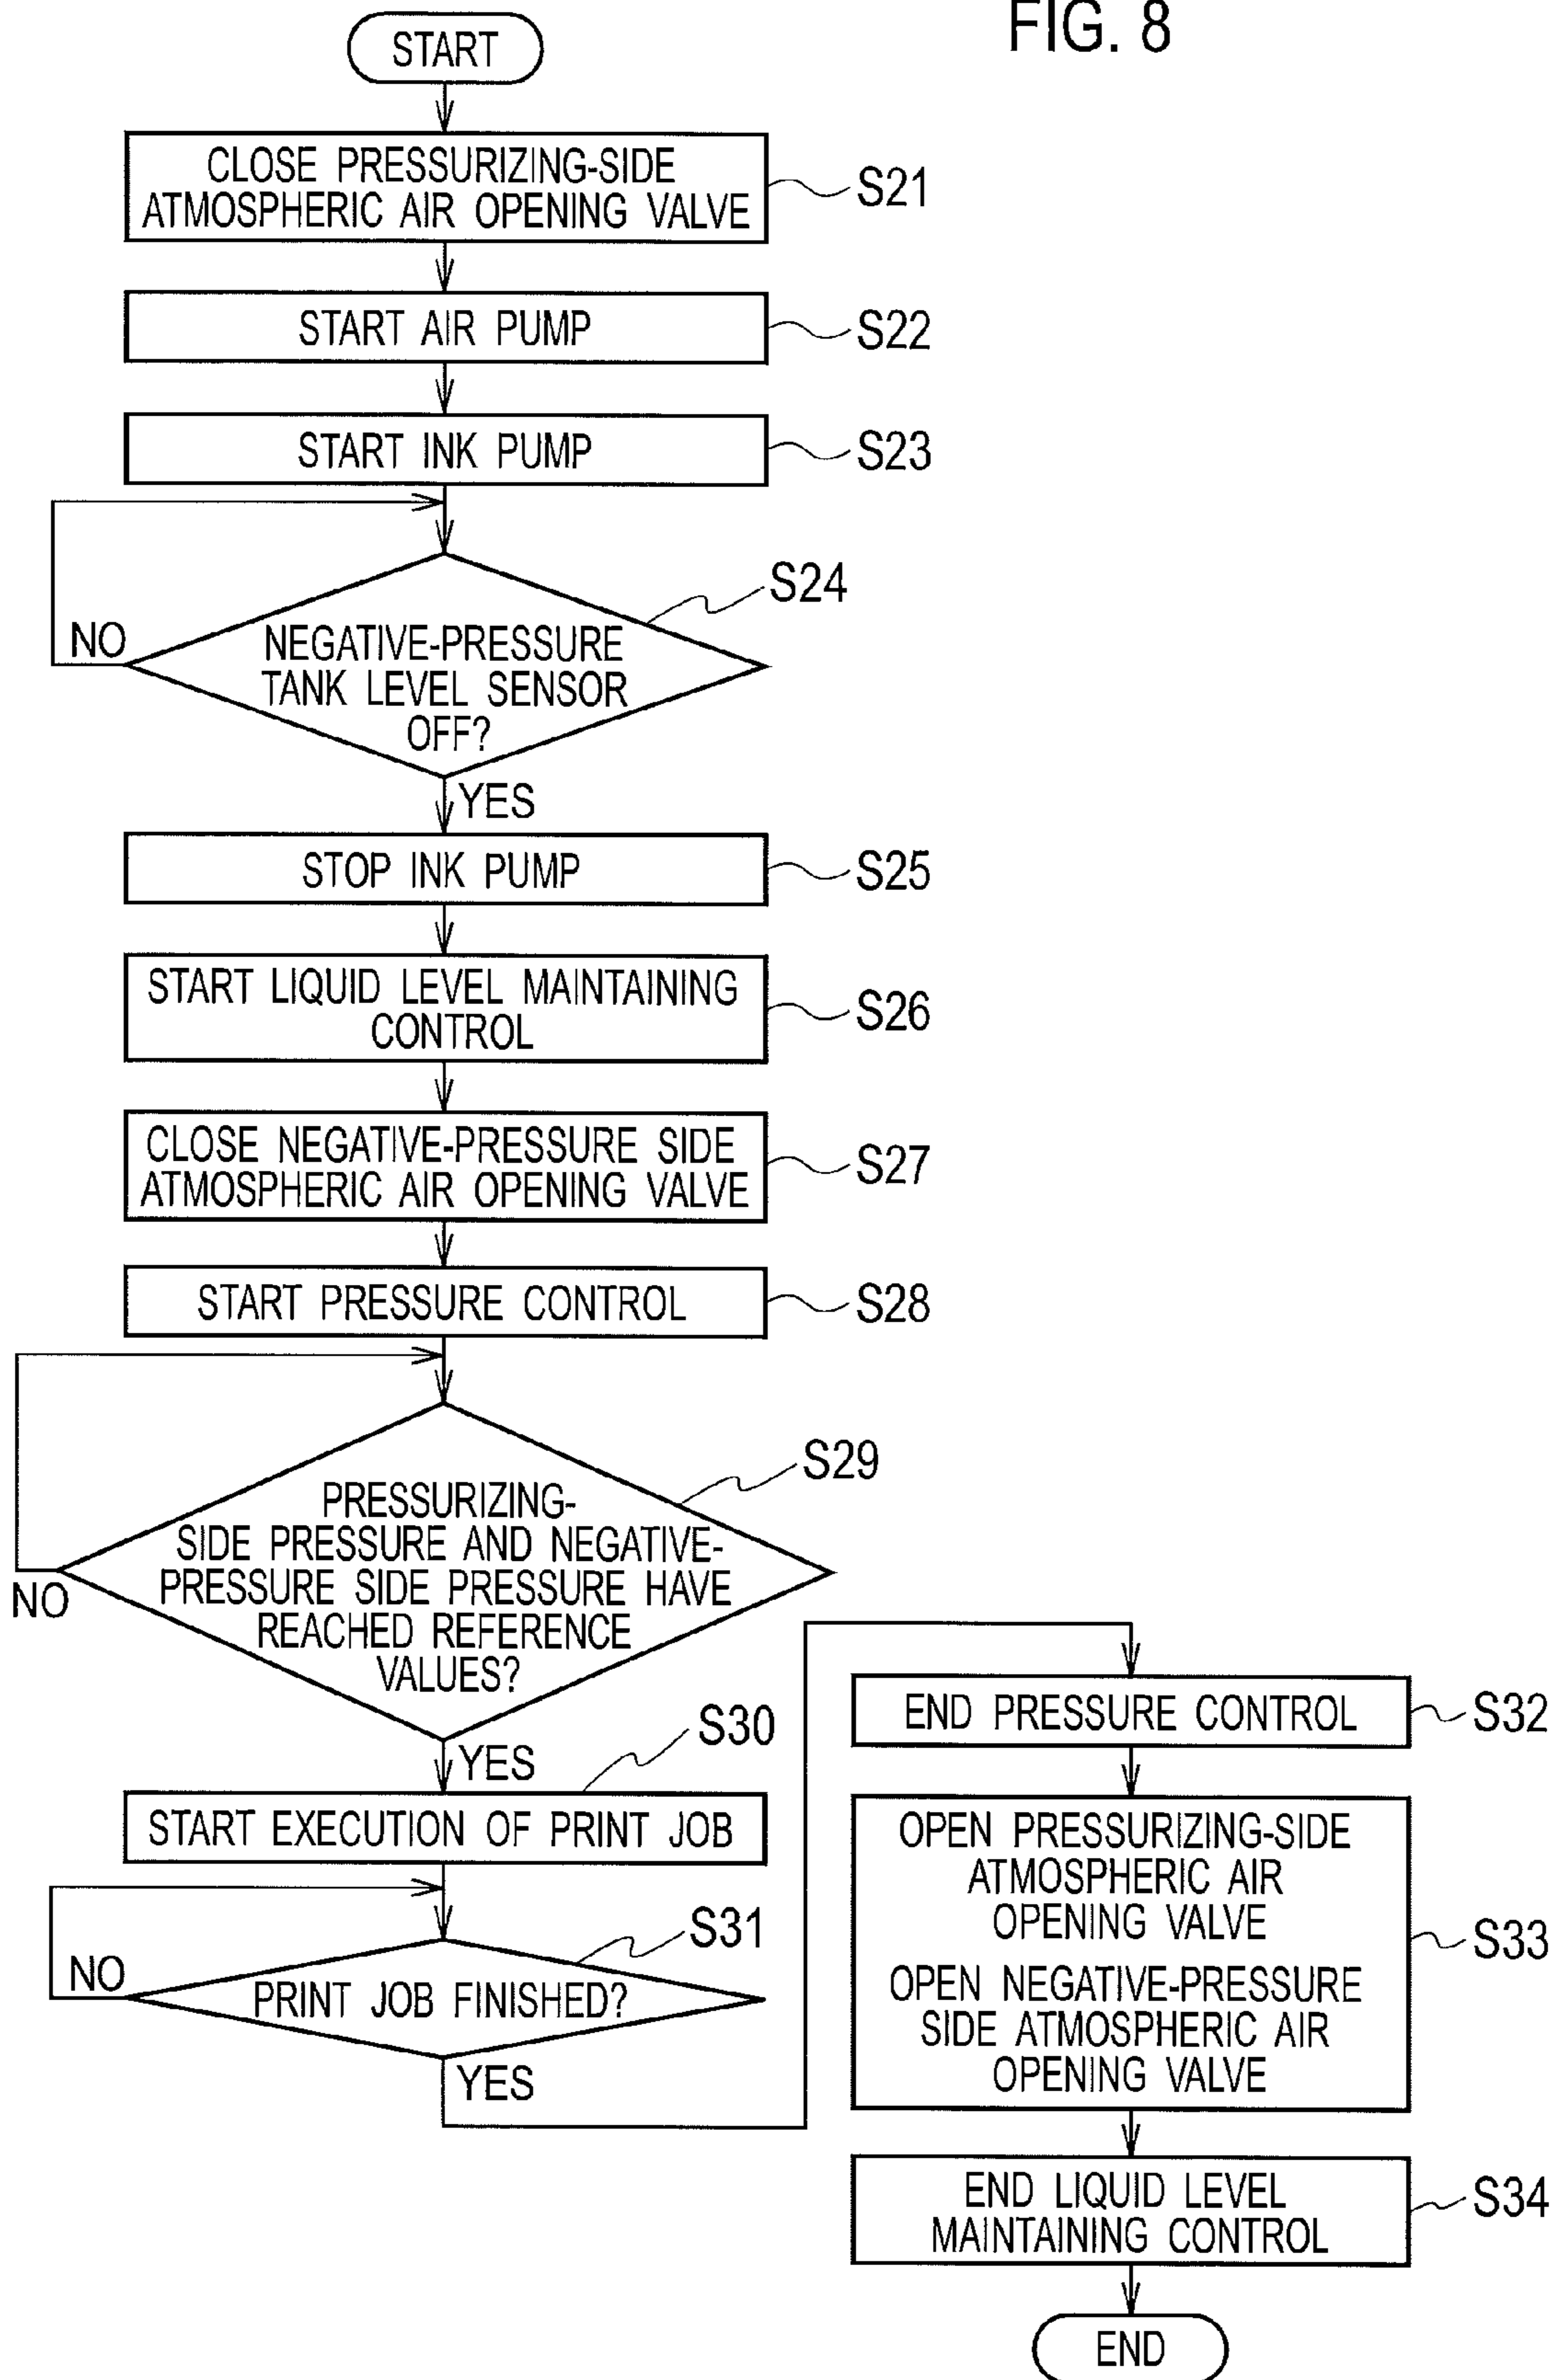 FIG. 8
START
CLOSE PRESSURIZING-SIDE
ATMOSPHERIC AIR OPENING VALVE
S21
START AIR PUMP
S22
START INK PUMP
S23
S24
NO
NEGATIVE-PRESSURE
TANK LEVEL SENSOR
OFF?
YES
STOP INK PUMP
S25
START LIQUID LEVEL MAINTAINING
CONTROL
S26
CLOSE NEGATIVE-PRESSURE SIDE
ATMOSPHERIC AIR OPENING VALVE
S27
START PRESSURE CONTROL
S28
S29
PRESSURIZING-
SIDE PRESSURE AND NEGATIVE-
PRESSURE SIDE PRESSURE HAVE
REACHED REFERENCE
VALUES?
NO
YES
S30
START EXECUTION OF PRINT JOB
S31
NO
PRINT JOB FINISHED?
YES
END PRESSURE CONTROL
S32
OPEN PRESSURIZING-SIDE
ATMOSPHERIC AIR
OPENING VALVE
OPEN NEGATIVE-PRESSURE
SIDE ATMOSPHERIC AIR
OPENING VALVE
S33
END LIQUID LEVEL
MAINTAINING CONTROL
S34
END